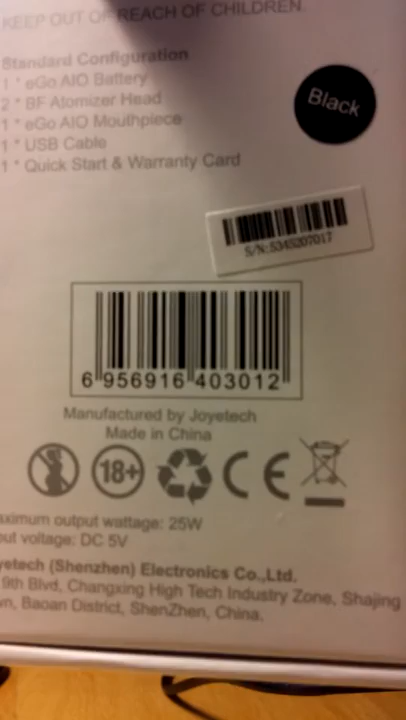 KEEP OUT OF REACH OF CHILDREN.
Standard Configuration
1 * eGo AIO Battery
2 * BF Atomizer Head
1 * eGo AIO Mouthpiece
1 * USB Cable
1 * Quick Start & Warranty Card
Black
S/N:5345207017
6 956916 403012
Manufactured by Joyetech
Made in China
18+
CE
aximum output wattage: 25W
out voltage: DC 5V
yetech (Shenzhen) Electronics Co.,Ltd.
9th Blvd, Changxing High Tech Industry Zone, Shajing
wn, Baoan District, ShenZhen, China.